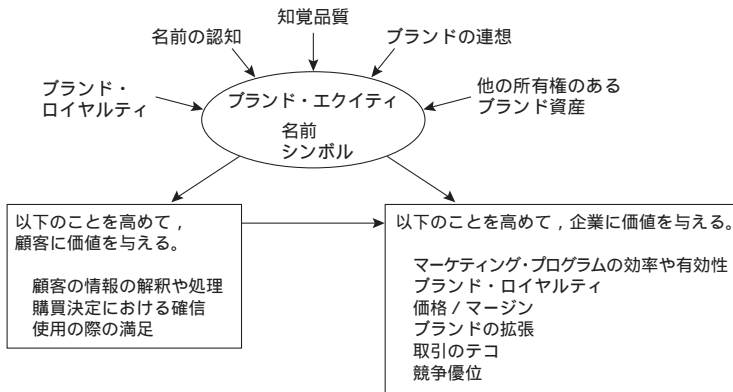 知覚品質
名前の認知
ブランドの連想
ブランド・
ロイヤルティ
他の所有権のある
ブランド資産
ブランド・エクイティ
名前
シンボル
以下のことを高めて，
顧客に価値を与える。
顧客の情報の解釈や処理
購買決定における確信
使用の際の満足
以下のことを高めて，企業に価値を与える。
マーケティング・プログラムの効率や有効性
ブランド・ロイヤルティ
価格 / マージン
ブランドの拡張
取引のテコ
競争優位